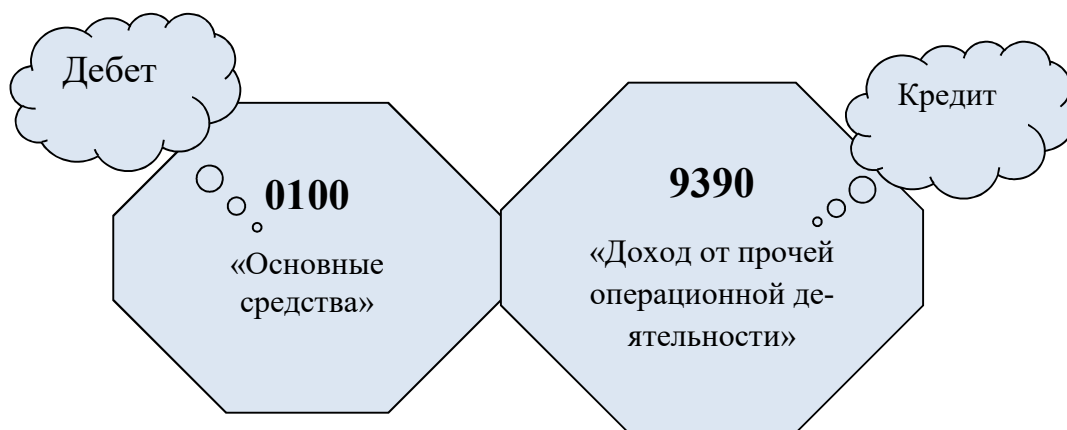 Дебет
0100
«Основные
средства»
Кредит
9390
«Доход от прочей
операционной де-
ятельности»